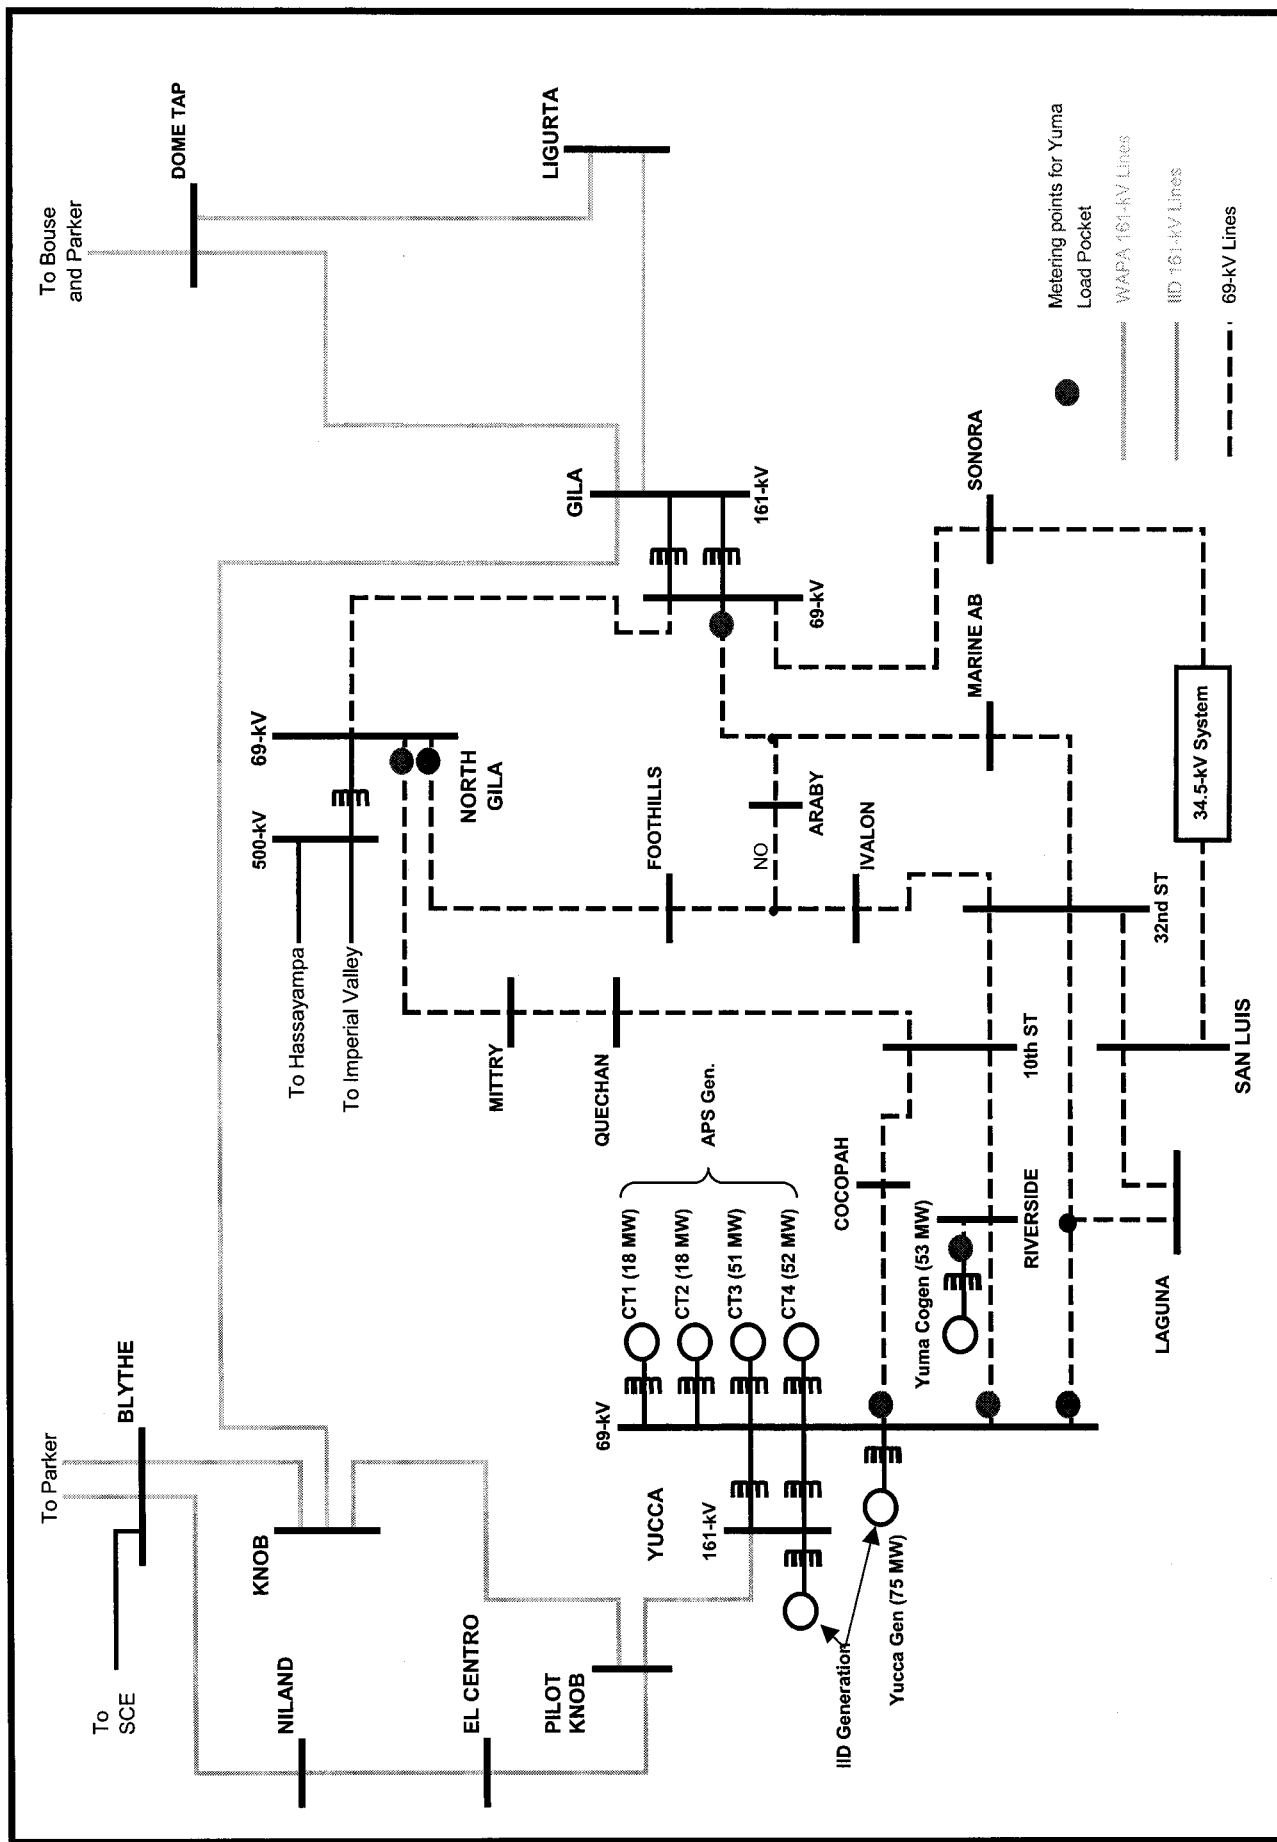 To Bouse
and Parker
DOME TAP
LIGURTA
To Parker
BLYTHE
To
SCE
KNOB
NILAND
EL CENTRO
PILOT
KNOB
GILA
161-kV
69-kV
69-kV
500-kV
NORTH
GILA
To Hassayampa
To Imperial Valley
MITTRY
QUECHAN
FOOTHILLS
NO
ARABY
IVALON
MARINE AB
SONORA
34.5-kV System
32nd ST
10th ST
SAN LUIS
LAGUNA
COCOPAH
RIVERSIDE
Yuma Cogen (53 MW)
APS Gen.
CT1 (18 MW)
CT2 (18 MW)
CT3 (51 MW)
CT4 (52 MW)
69-kV
YUCCA
161-kV
IID Generation
Yucca Gen (75 MW)
Metering points for Yuma
Load Pocket
WAPA 161-kV Lines
IID 161-kV Lines
69-kV Lines